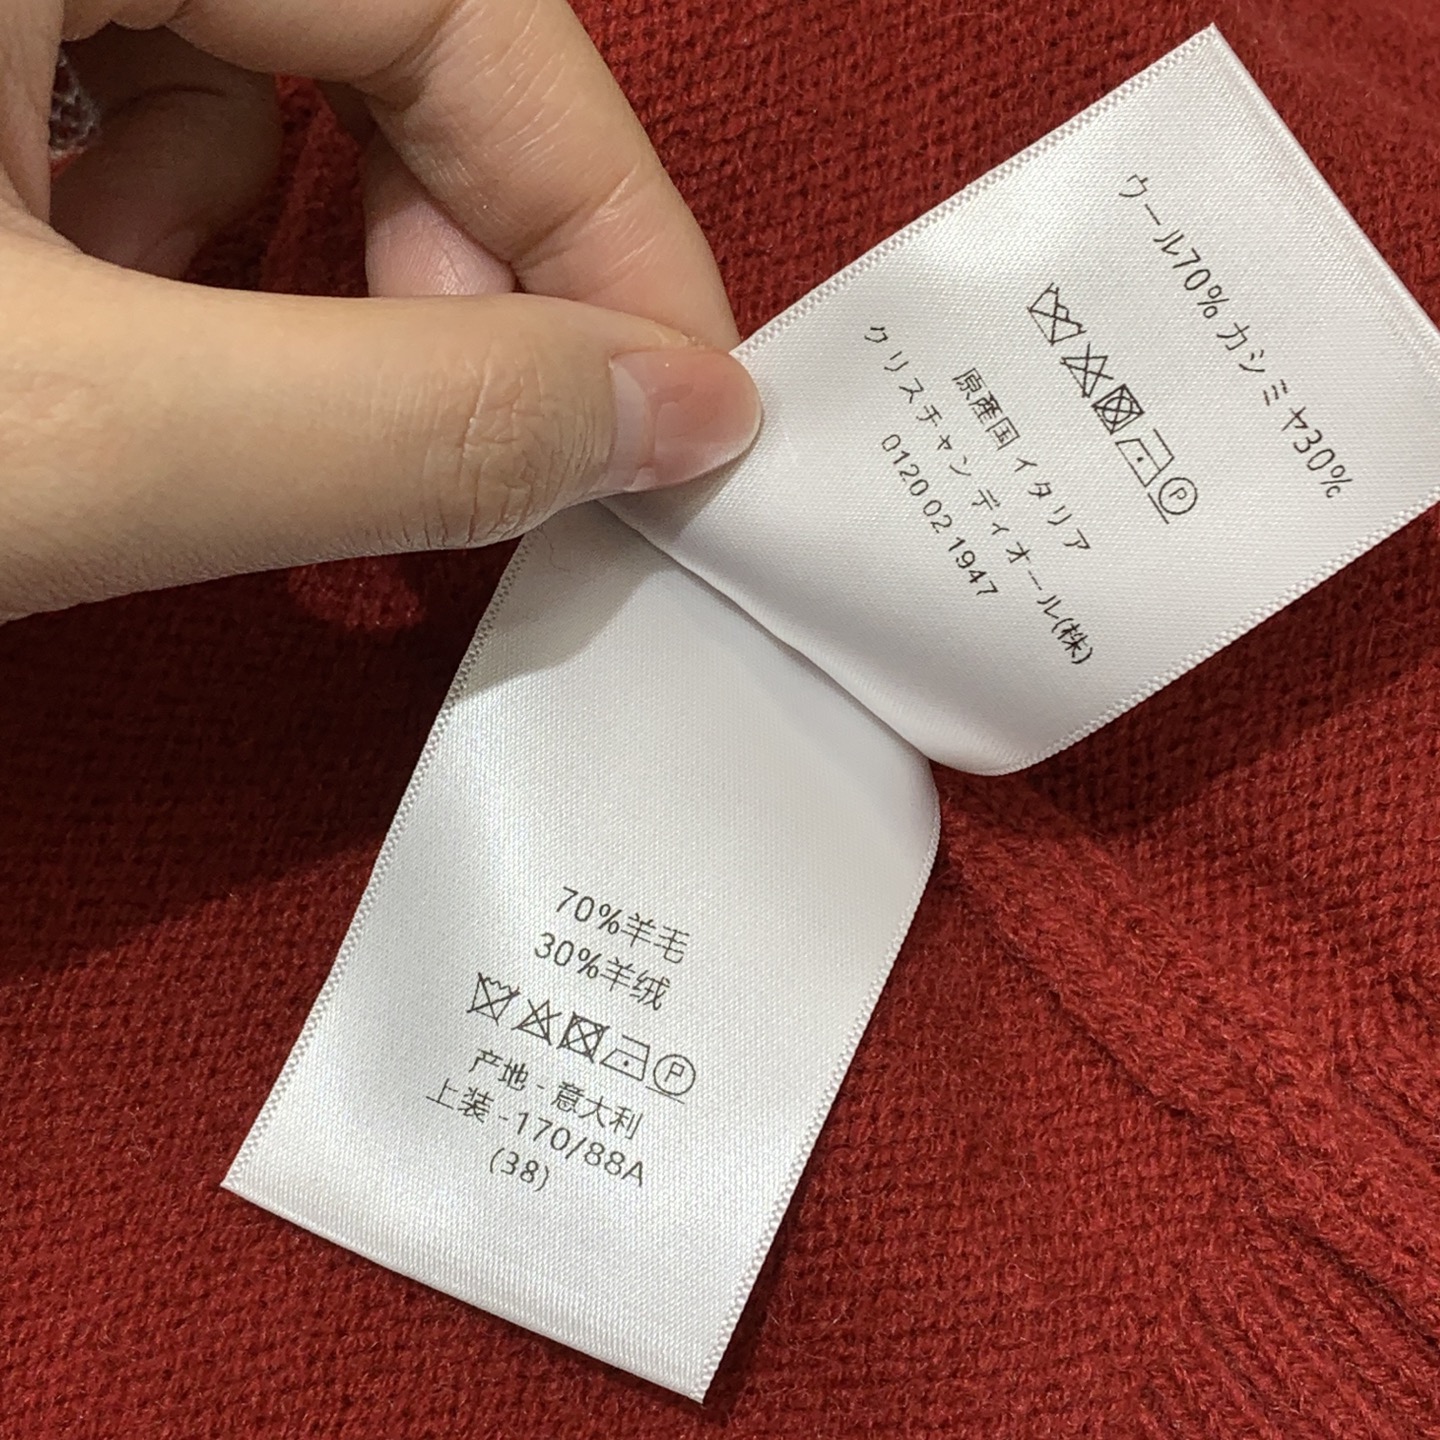 ウール70% カシミヤ30%
P
原産国 イタリア
クリスチャン ディオール(株)
0120 02 1947
70%羊毛
30%羊绒
P
产地 - 意大利
上装 - 170/88A
(38)